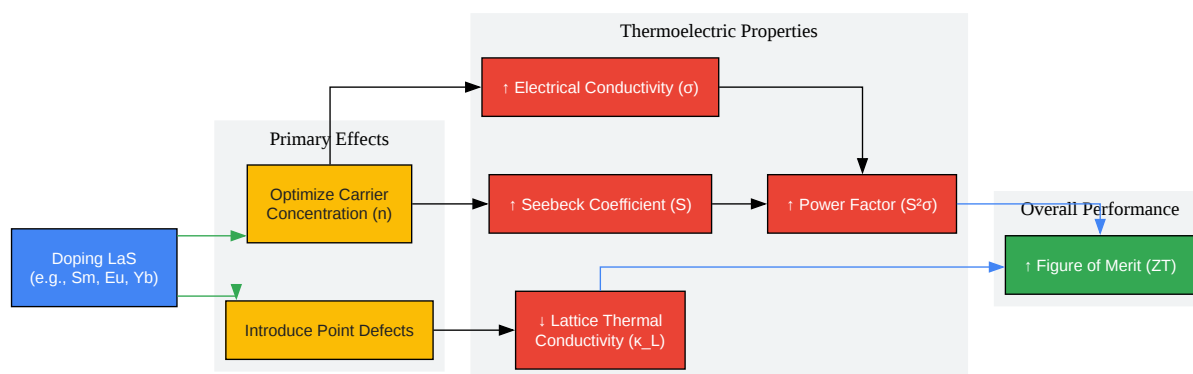 Thermoelectric Properties
↑ Electrical Conductivity (σ)
Primary Effects
Optimize Carrier
Concentration (n)
↑ Seebeck Coefficient (S)
↑ Power Factor (S²σ)
Overall Performance
Doping LaS
(e.g., Sm, Eu, Yb)
↑ Figure of Merit (ZT)
Introduce Point Defects
↓ Lattice Thermal
Conductivity (κ_L)